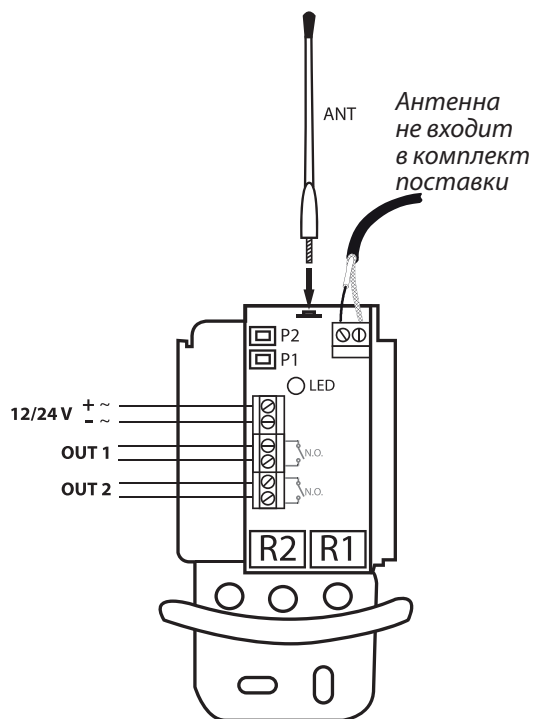 ANT
Антенна
не входит
в комплект
поставки
P2
P1
LED
12/24 V + ~
- ~
OUT 1
N.O.
OUT 2
N.O.
R2 R1